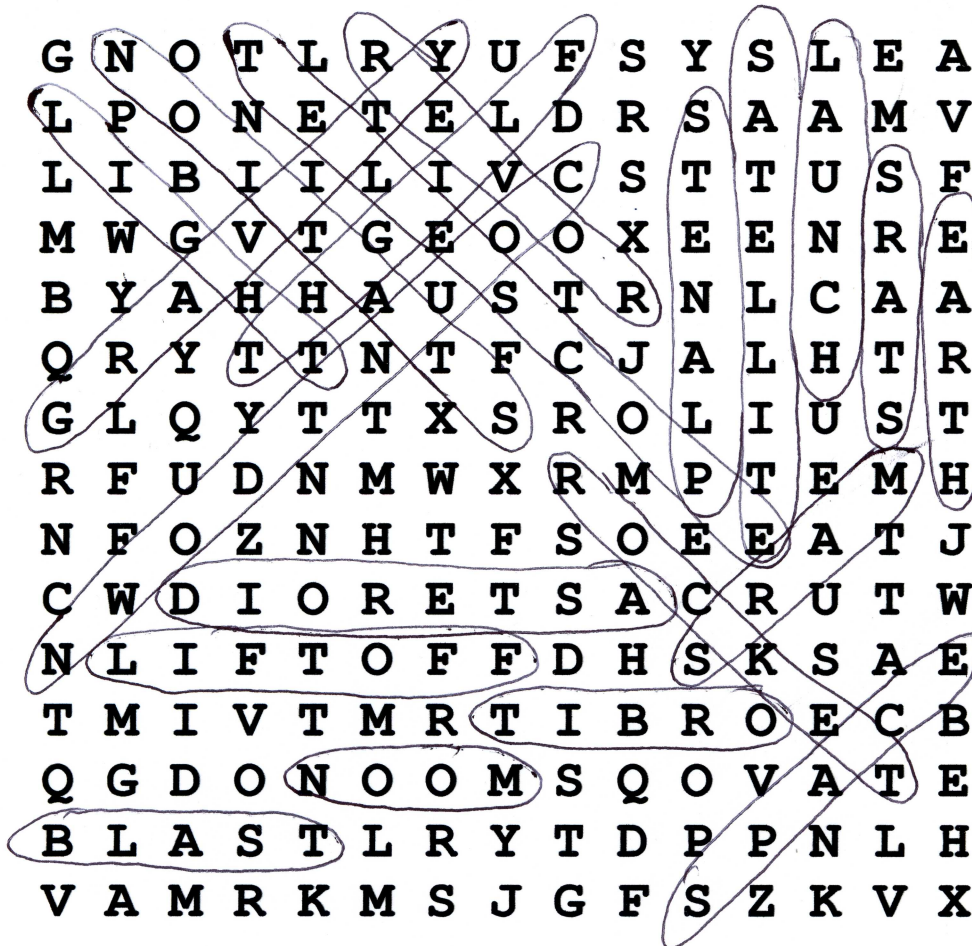 G N O T L R Y U F S Y S L E A
L P O N E T E L D R S A A M V
L I B I I L I V C S T T U S F
M W G V T G E O O X E E N R E
B Y A H H A U S T R N L C A A
Q R Y T T N T F C J A L H T R
G L Q Y T T X S R O L I U S T
R F U D N M W X R M P T E M H
N F O Z N H T F S O E E A T J
C W D I O R E T S A C R U T W
N L I F T O F F D H S K S A E
T M I V T M R T I B R O E C B
Q G D O N O O M S Q O V A T E
B L A S T L R Y T D P P N L H
V A M R K M S J G F S Z K V X